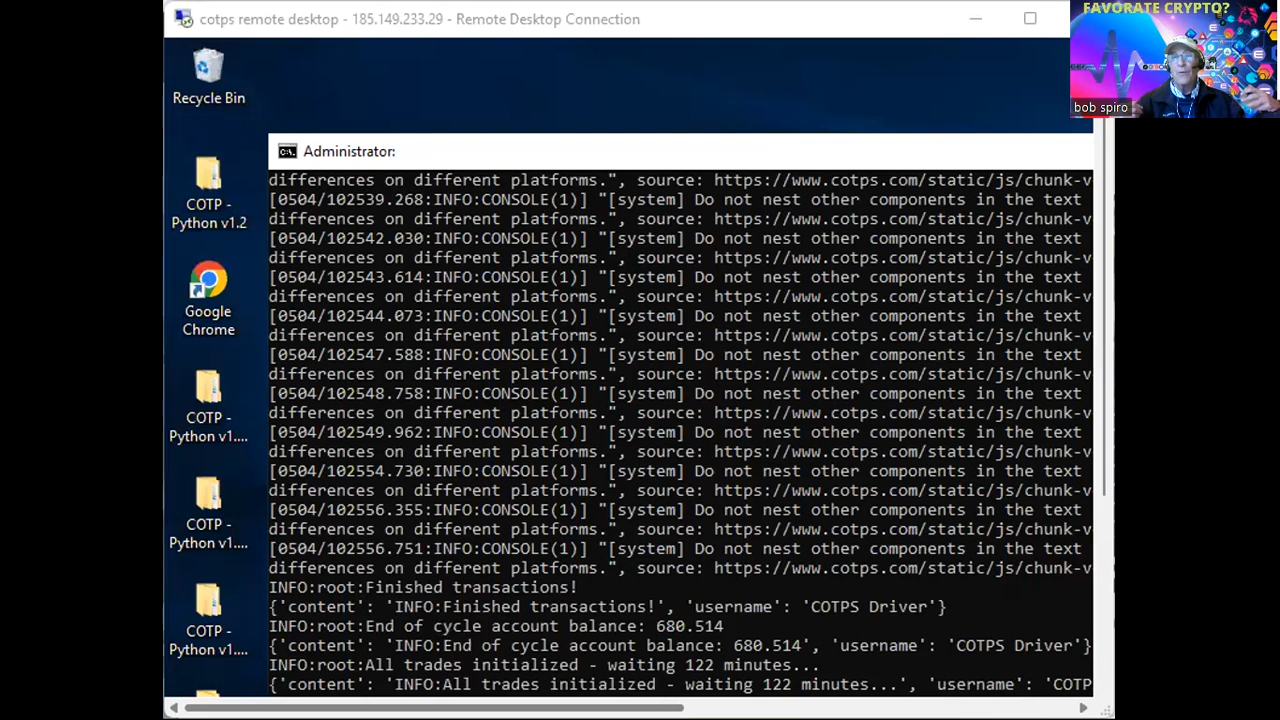 cotps remote desktop - 185.149.233.29 - Remote Desktop Connection
FAVORATE CRYPTO?
bob spiro
Recycle Bin
COTP -
Python v1.2
Google
Chrome
COTP -
Python v1....
COTP -
Python v1....
COTP -
Python v1....
Administrator:
differences on different platforms.", source: https://www.cotps.com/static/js/chunk-v
[0504/102539.268:INFO:CONSOLE(1)] "[system] Do not nest other components in the text
differences on different platforms.", source: https://www.cotps.com/static/js/chunk-v
[0504/102542.030:INFO:CONSOLE(1)] "[system] Do not nest other components in the text
differences on different platforms.", source: https://www.cotps.com/static/js/chunk-v
[0504/102543.614:INFO:CONSOLE(1)] "[system] Do not nest other components in the text
differences on different platforms.", source: https://www.cotps.com/static/js/chunk-v
[0504/102544.073:INFO:CONSOLE(1)] "[system] Do not nest other components in the text
differences on different platforms.", source: https://www.cotps.com/static/js/chunk-v
[0504/102547.588:INFO:CONSOLE(1)] "[system] Do not nest other components in the text
differences on different platforms.", source: https://www.cotps.com/static/js/chunk-v
[0504/102548.758:INFO:CONSOLE(1)] "[system] Do not nest other components in the text
differences on different platforms.", source: https://www.cotps.com/static/js/chunk-v
[0504/102549.962:INFO:CONSOLE(1)] "[system] Do not nest other components in the text
differences on different platforms.", source: https://www.cotps.com/static/js/chunk-v
[0504/102554.730:INFO:CONSOLE(1)] "[system] Do not nest other components in the text
differences on different platforms.", source: https://www.cotps.com/static/js/chunk-v
[0504/102556.355:INFO:CONSOLE(1)] "[system] Do not nest other components in the text
differences on different platforms.", source: https://www.cotps.com/static/js/chunk-v
[0504/102556.751:INFO:CONSOLE(1)] "[system] Do not nest other components in the text
differences on different platforms.", source: https://www.cotps.com/static/js/chunk-v
INFO:root:Finished transactions!
{'content': 'INFO:Finished transactions!', 'username': 'COTPS Driver'}
INFO:root:End of cycle account balance: 680.514
{'content': 'INFO:End of cycle account balance: 680.514', 'username': 'COTPS Driver'}
INFO:root:All trades initialized - waiting 122 minutes...
{'content': 'INFO:All trades initialized - waiting 122 minutes...', 'username': 'COTP